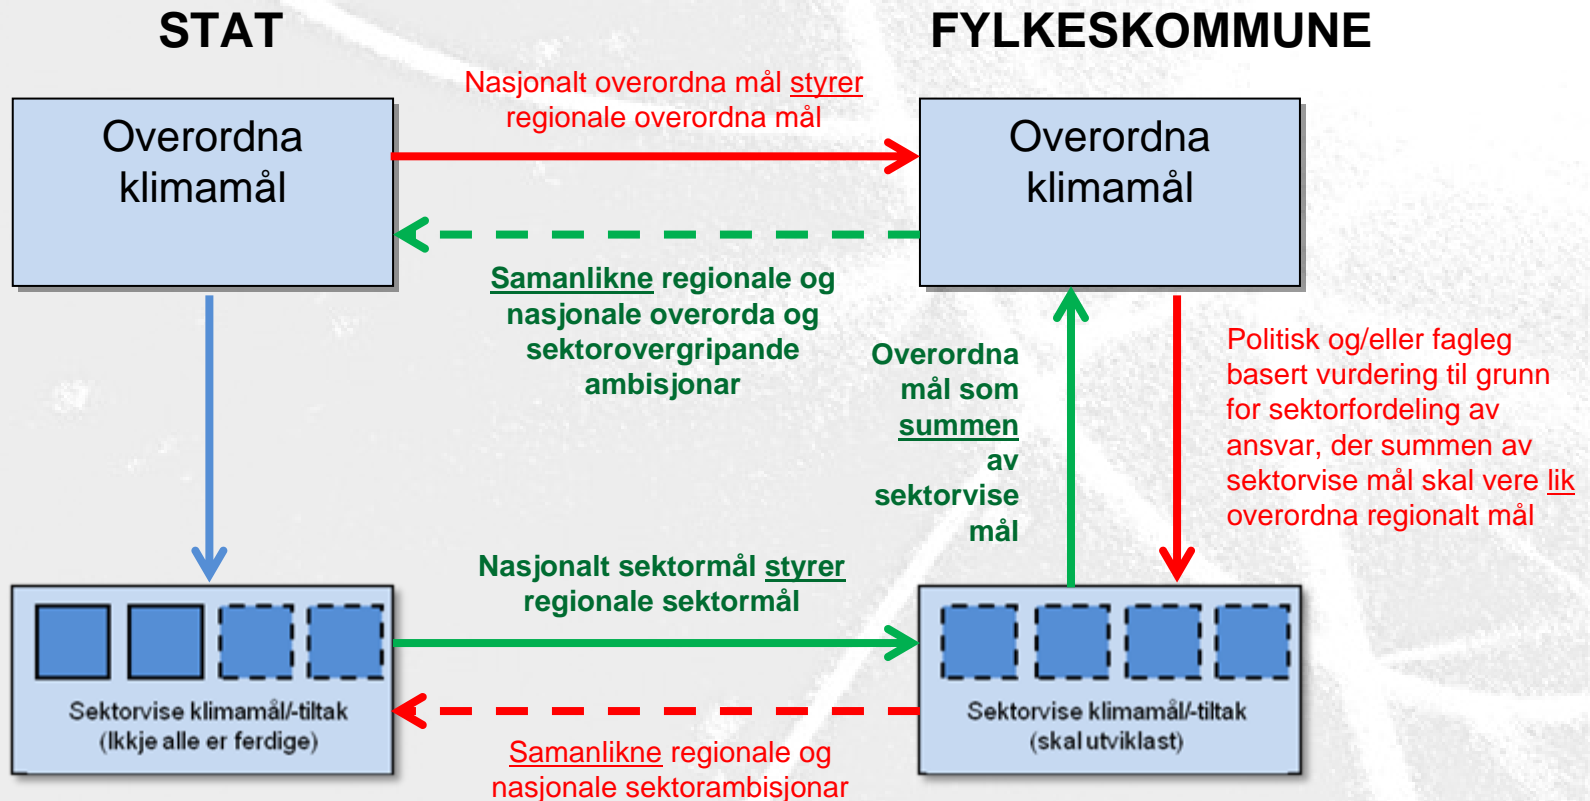 STAT
FYLKESKOMMUNE
Nasjonalt overordna mål styrer
regionale overordna mål
Overordna
klimamål
Overordna
klimamål
Samanlikne regionale og
nasjonale overorda og
sektorovergripande
ambisjonar
Overordna
mål som
summen
av
sektorvise
mål
Politisk og/eller fagleg
basert vurdering til grunn
for sektorfordeling av
ansvar, der summen av
sektorvise mål skal vere lik
overordna regionalt mål
Nasjonalt sektormål styrer
regionale sektormål
Sektorvise klimamål/-tiltak
(Ikkje alle er ferdige)
Sektorvise klimamål/-tiltak
(skal utviklast)
Samanlikne regionale og
nasjonale sektorambisjonar